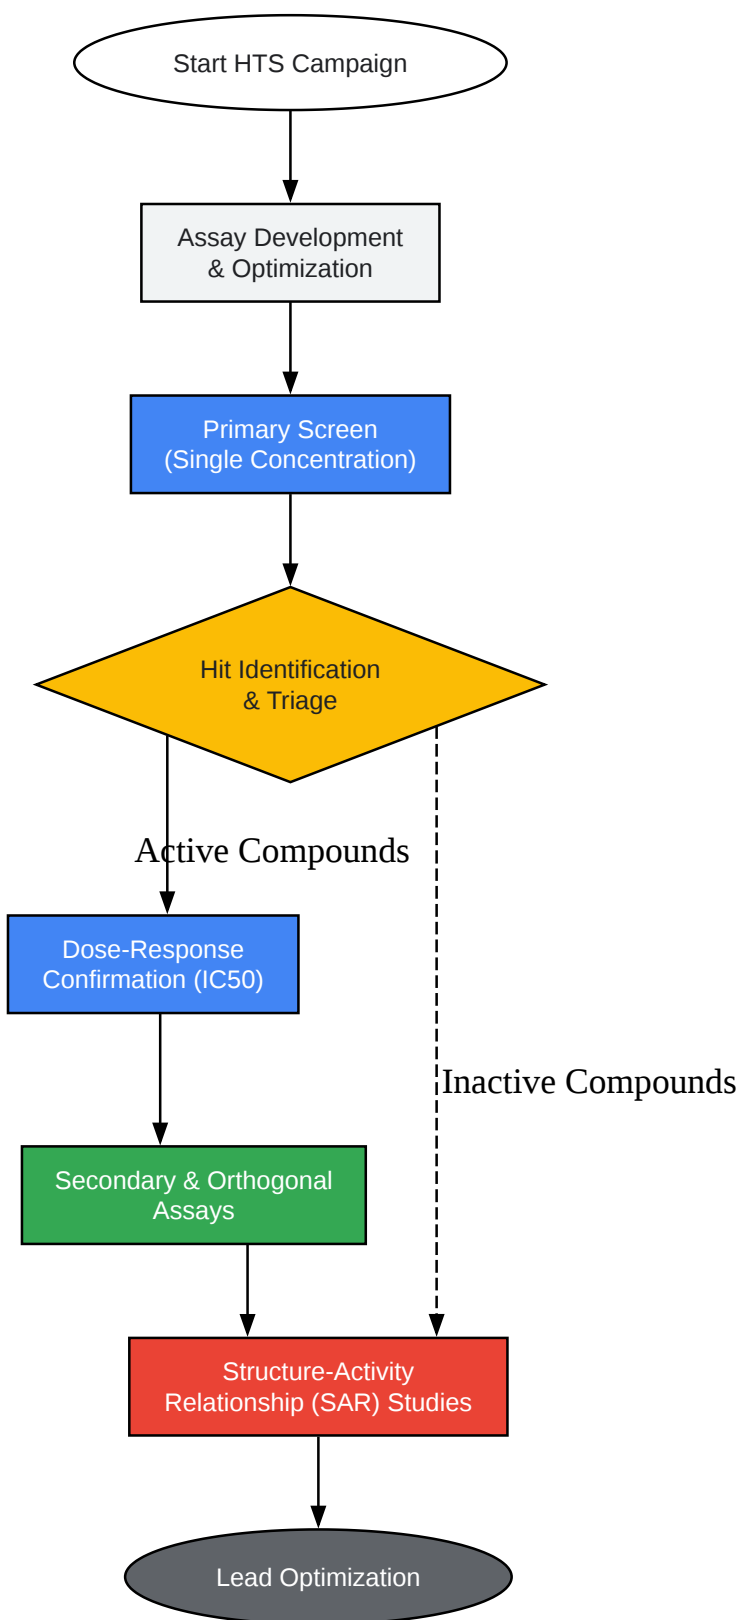 Start HTS Campaign
Assay Development
& Optimization
Primary Screen
(Single Concentration)
Hit Identification
& Triage
Active Compounds
Dose-Response
Confirmation (IC50)
Inactive Compounds
Secondary & Orthogonal
Assays
Structure-Activity
Relationship (SAR) Studies
Lead Optimization